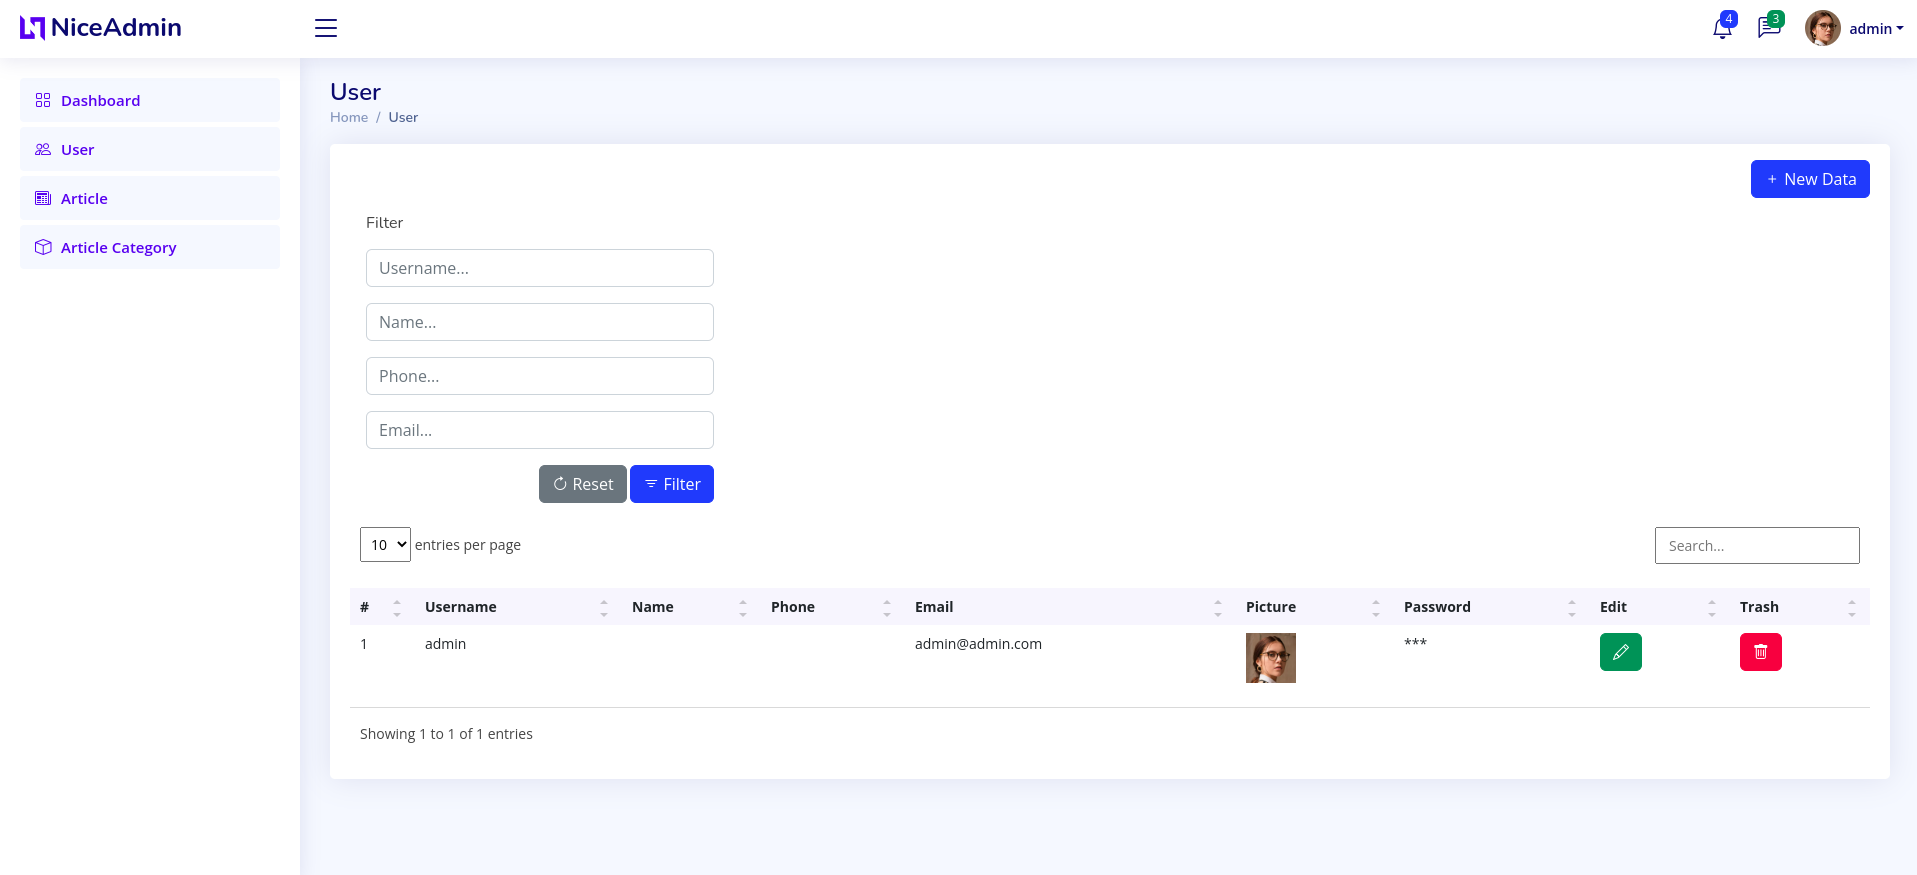 NiceAdmin
4
3
admin
Dashboard
User
Article
Article Category
User
Home / User
+ New Data
Filter
Username...
Name...
Phone...
Email...
Reset Filter
10 entries per page
Search...
# Username Name Phone Email Picture Password Edit Trash
1 admin admin@admin.com ***
Showing 1 to 1 of 1 entries